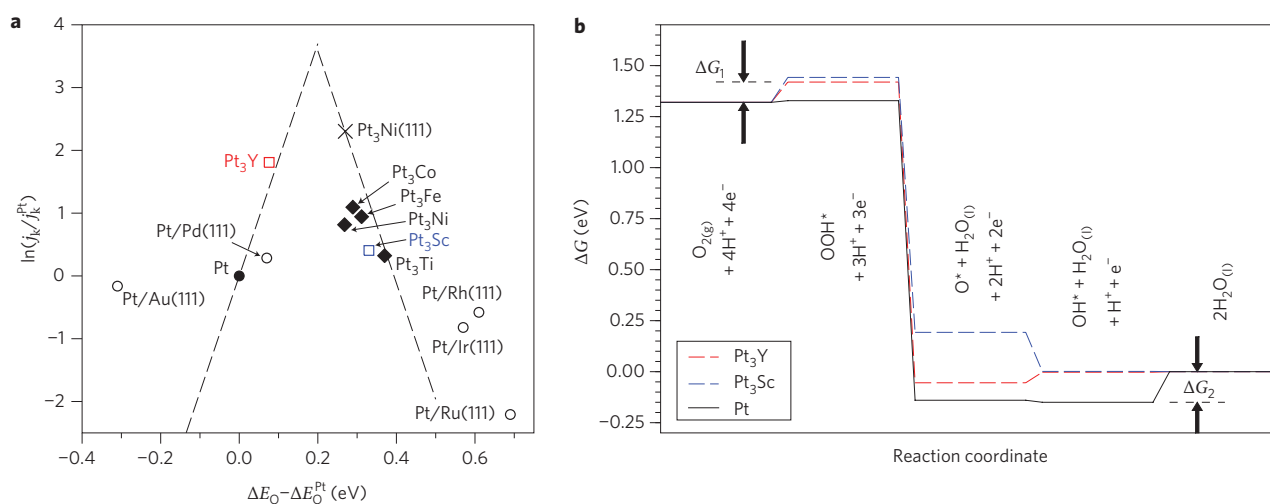 a
4
3
2
1
0
−1
−2
ln(jₖ/jₖᴾᵗ)
Pt₃Ni(111)
Pt₃Y
Pt₃Co
Pt₃Fe
Pt/Pd(111)
Pt₃Ni
Pt₃Sc
Pt
Pt₃Ti
Pt/Au(111)
Pt/Rh(111)
Pt/Ir(111)
Pt/Ru(111)
−0.4 −0.2 0.0 0.2 0.4 0.6
ΔE_O−ΔE_O^Pt (eV)
b
1.50
1.25
1.00
0.75
0.50
0.25
0.00
−0.25
ΔG (eV)
ΔG₁
O₂(g)
+ 4H⁺ + 4e⁻
OOH*
+ 3H⁺ + 3e⁻
O* + H₂O(l)
+ 2H⁺ + 2e⁻
OH* + H₂O(l)
+ H⁺ + e⁻
2H₂O(l)
Pt₃Y
Pt₃Sc
Pt
ΔG₂
Reaction coordinate